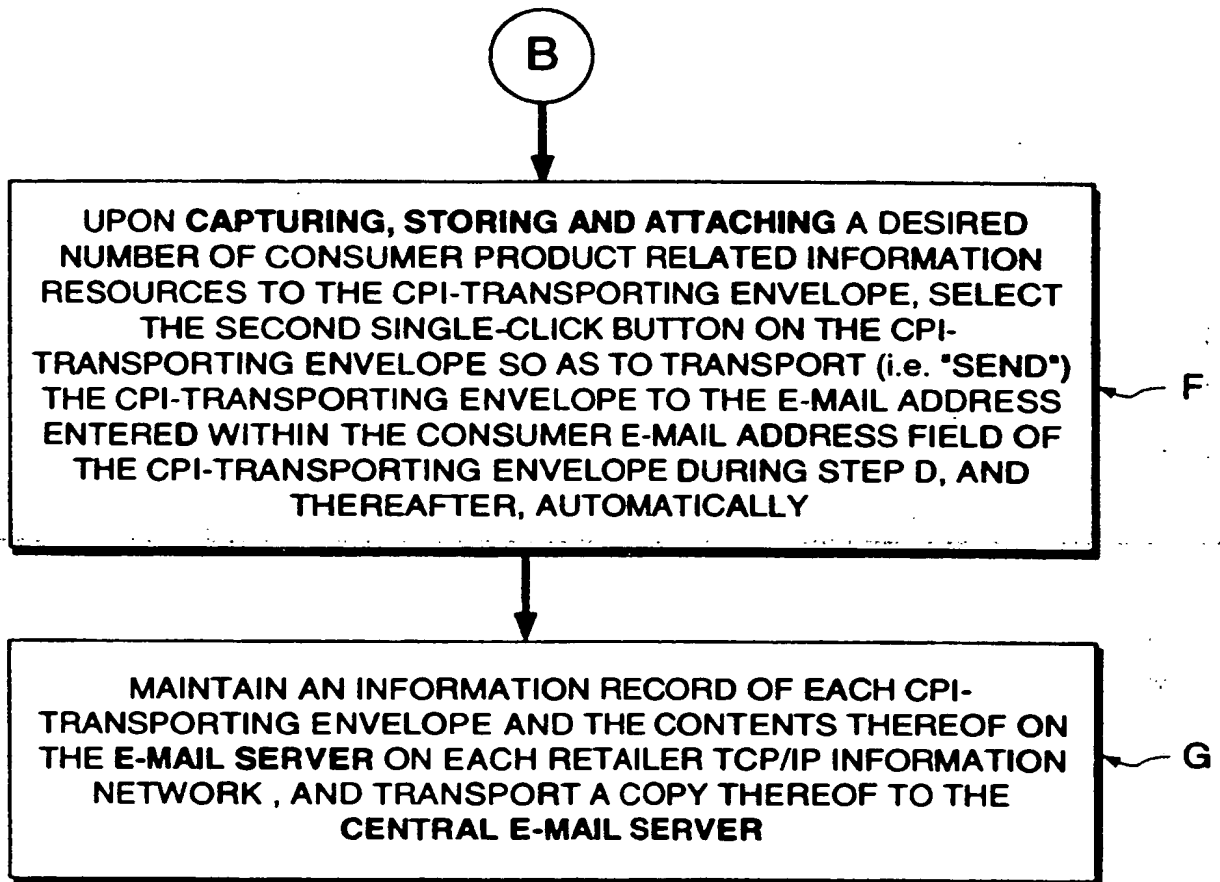 B
UPON CAPTURING, STORING AND ATTACHING A DESIRED
NUMBER OF CONSUMER PRODUCT RELATED INFORMATION
RESOURCES TO THE CPI-TRANSPORTING ENVELOPE, SELECT
THE SECOND SINGLE-CLICK BUTTON ON THE CPI-
TRANSPORTING ENVELOPE SO AS TO TRANSPORT (i.e. "SEND")
THE CPI-TRANSPORTING ENVELOPE TO THE E-MAIL ADDRESS
ENTERED WITHIN THE CONSUMER E-MAIL ADDRESS FIELD OF
THE CPI-TRANSPORTING ENVELOPE DURING STEP D, AND
THEREAFTER, AUTOMATICALLY
F
MAINTAIN AN INFORMATION RECORD OF EACH CPI-
TRANSPORTING ENVELOPE AND THE CONTENTS THEREOF ON
THE E-MAIL SERVER ON EACH RETAILER TCP/IP INFORMATION
NETWORK , AND TRANSPORT A COPY THEREOF TO THE
CENTRAL E-MAIL SERVER
G